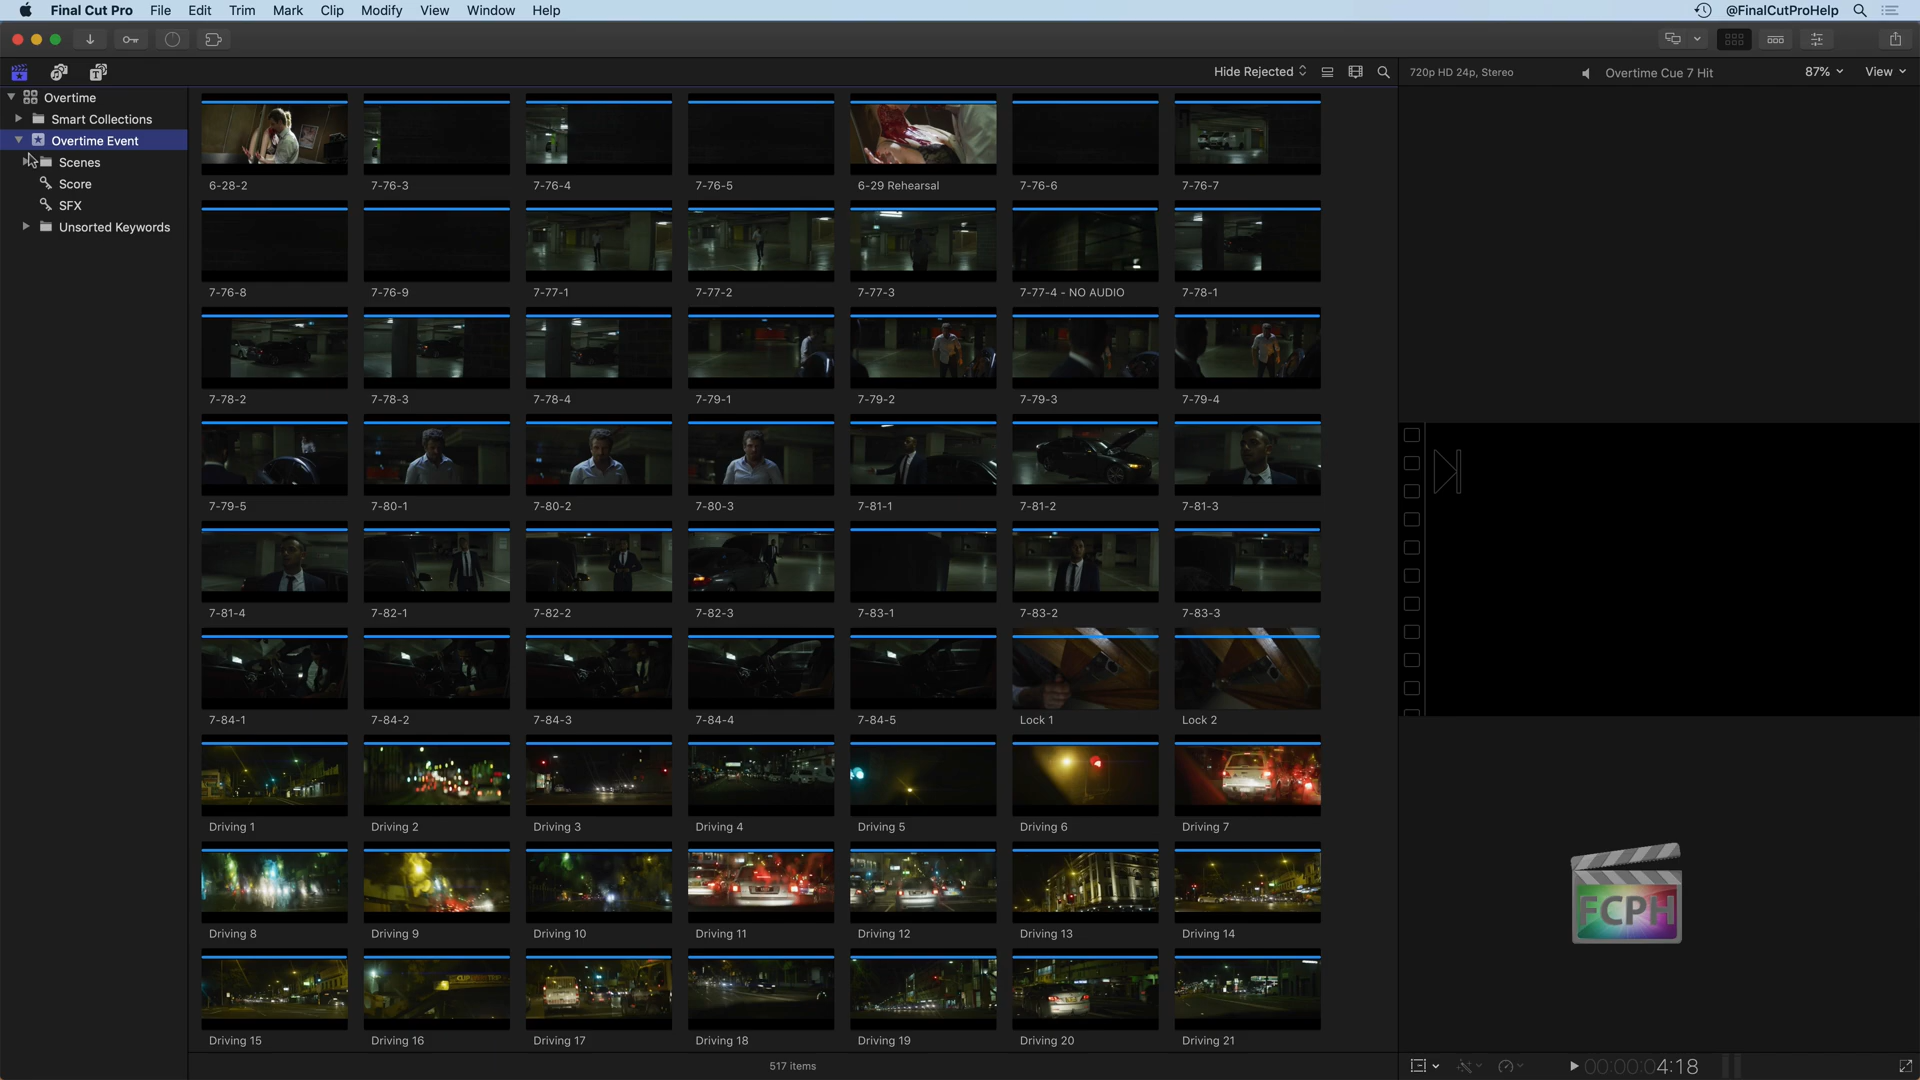 Final Cut Pro File Edit Trim Mark Clip Modify View Window Help @FinalCutProHelp
Hide Rejected 720p HD 24p, Stereo Overtime Cue 7 Hit 87% View
Overtime
Smart Collections
Overtime Event
Scenes
Score
SFX
Unsorted Keywords
6-28-2 7-76-3 7-76-4 7-76-5 6-29 Rehearsal 7-76-6 7-76-7
7-76-8 7-76-9 7-77-1 7-77-2 7-77-3 7-77-4 - NO AUDIO 7-78-1
7-78-2 7-78-3 7-78-4 7-79-1 7-79-2 7-79-3 7-79-4
7-79-5 7-80-1 7-80-2 7-80-3 7-81-1 7-81-2 7-81-3
7-81-4 7-82-1 7-82-2 7-82-3 7-83-1 7-83-2 7-83-3
7-84-1 7-84-2 7-84-3 7-84-4 7-84-5 Lock 1 Lock 2
Driving 1 Driving 2 Driving 3 Driving 4 Driving 5 Driving 6 Driving 7
Driving 8 Driving 9 Driving 10 Driving 11 Driving 12 Driving 13 Driving 14
FCPH
Driving 15 Driving 16 Driving 17 Driving 18 Driving 19 Driving 20 Driving 21
517 items 00:00:04:18